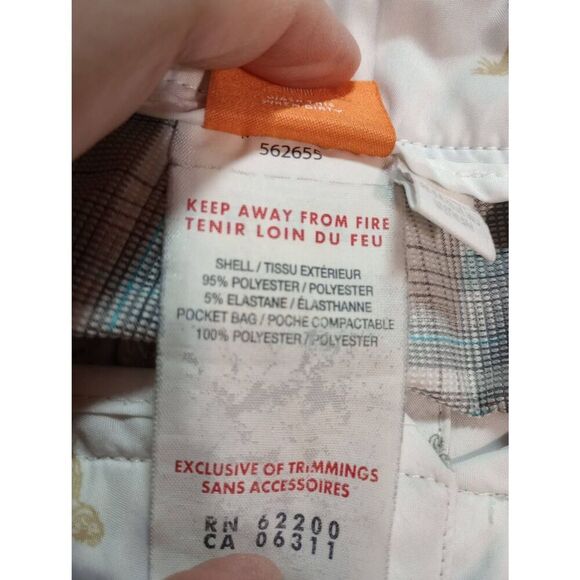 562655
KEEP AWAY FROM FIRE
TENIR LOIN DU FEU
SHELL / TISSU EXTÉRIEUR
95% POLYESTER / POLYESTER
5% ELASTANE / ÉLASTHANNE
POCKET BAG / POCHE COMPACTABLE
100% POLYESTER / POLYESTER
EXCLUSIVE OF TRIMMINGS
SANS ACCESSOIRES
RN 62200
CA 06311